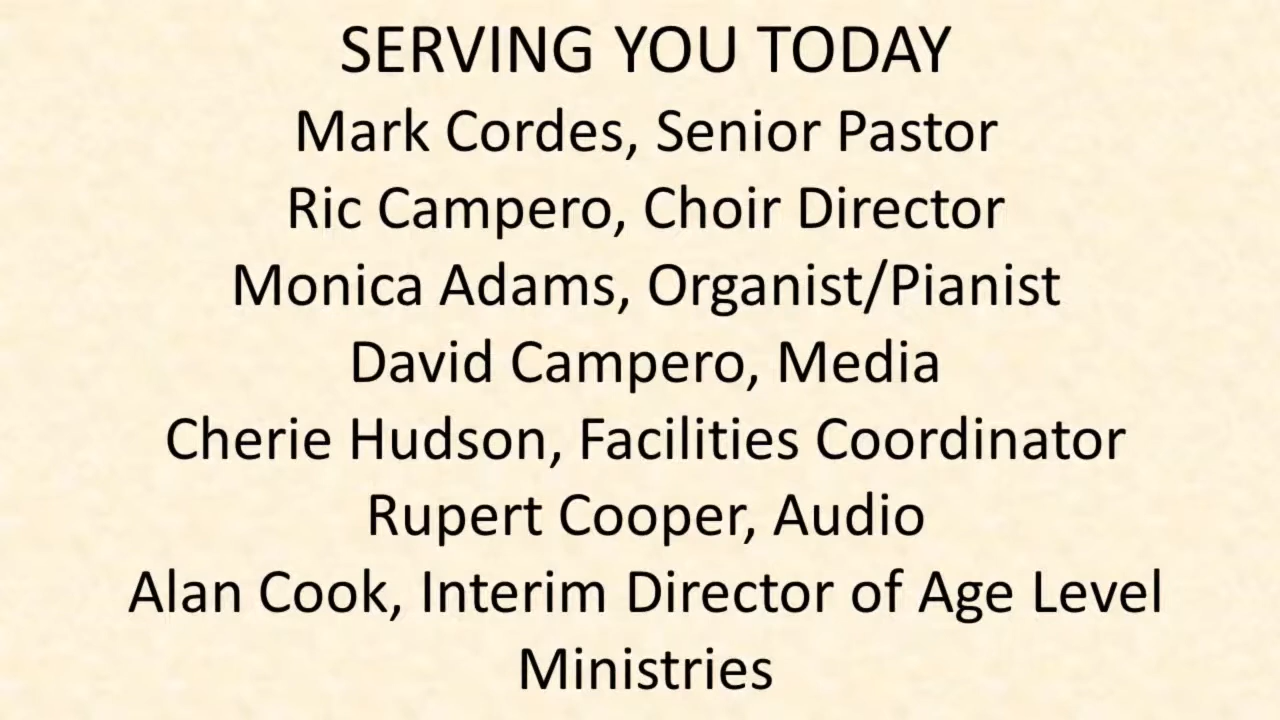 SERVING YOU TODAY
Mark Cordes, Senior Pastor
Ric Campero, Choir Director
Monica Adams, Organist/Pianist
David Campero, Media
Cherie Hudson, Facilities Coordinator
Rupert Cooper, Audio
Alan Cook, Interim Director of Age Level
Ministries